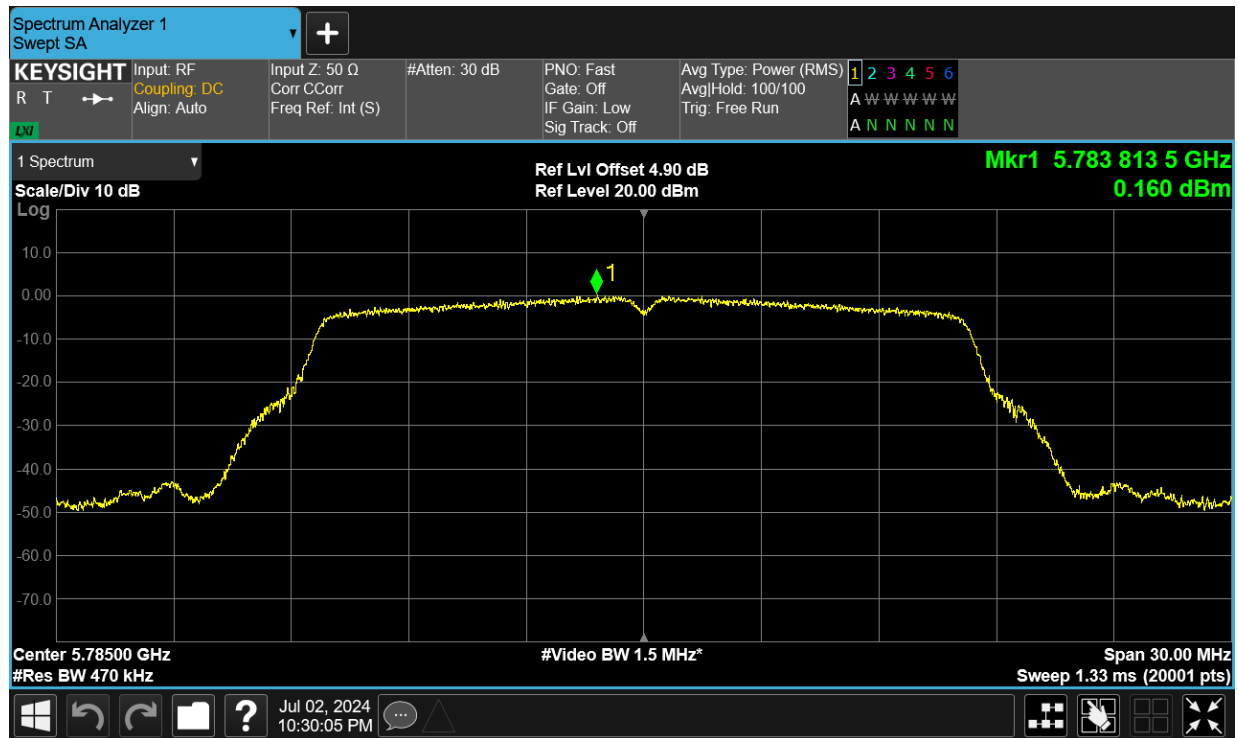 Spectrum Analyzer 1
Swept SA
+
KEYSIGHT
R T
LXI
Input: RF
Coupling: DC
Align: Auto
Input Z: 50 Ω
Corr CCorr
Freq Ref: Int (S)
#Atten: 30 dB
PNO: Fast
Gate: Off
IF Gain: Low
Sig Track: Off
Avg Type: Power (RMS)
Avg|Hold: 100/100
Trig: Free Run
1 2 3 4 5 6
A W W W W W
A N N N N N
1 Spectrum
Scale/Div 10 dB
Ref Lvl Offset 4.90 dB
Ref Level 20.00 dBm
Mkr1 5.783 813 5 GHz
0.160 dBm
Log
10.0
0.00
-10.0
-20.0
-30.0
-40.0
-50.0
-60.0
-70.0
1
Center 5.78500 GHz
#Res BW 470 kHz
#Video BW 1.5 MHz*
Span 30.00 MHz
Sweep 1.33 ms (20001 pts)
?
Jul 02, 2024
10:30:05 PM